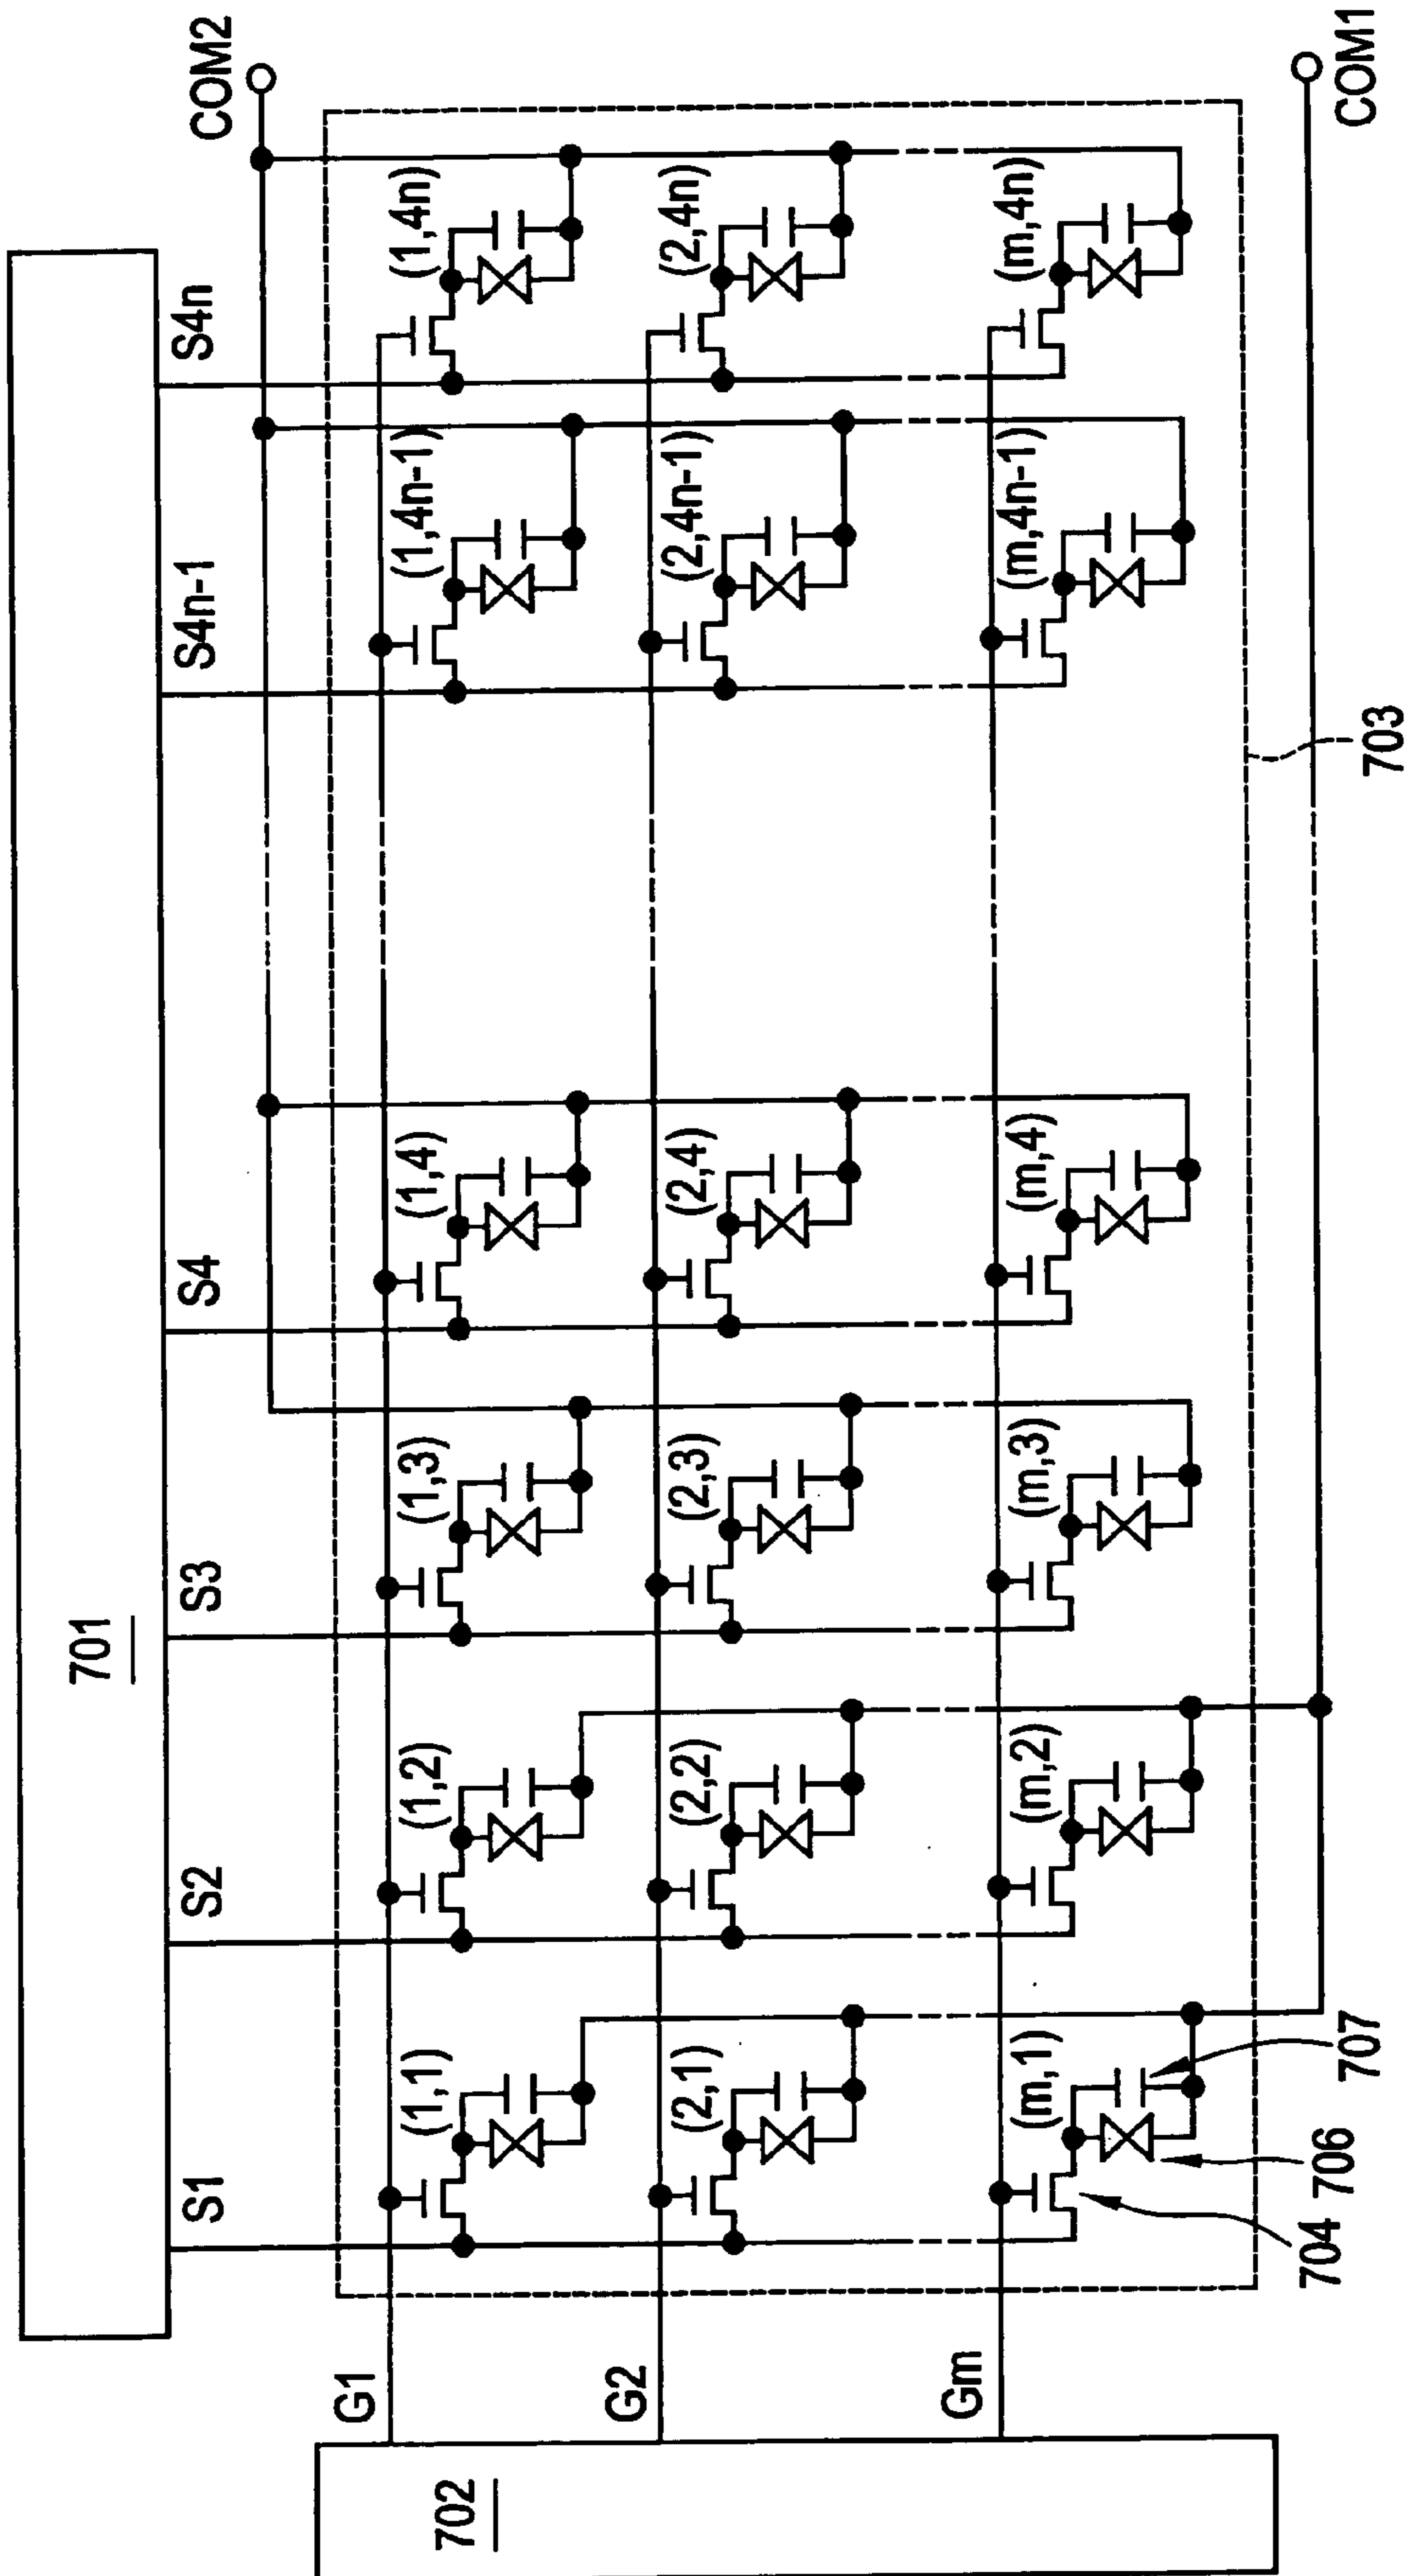 701
S1
S2
S3
S4
S4n-1
S4n
COM2
G1
(1,1)
(1,2)
(1,3)
(1,4)
(1,4n-1)
(1,4n)
G2
(2,1)
(2,2)
(2,3)
(2,4)
(2,4n-1)
(2,4n)
702
Gm
(m,1)
(m,2)
(m,3)
(m,4)
(m,4n-1)
(m,4n)
704
706
707
703
COM1